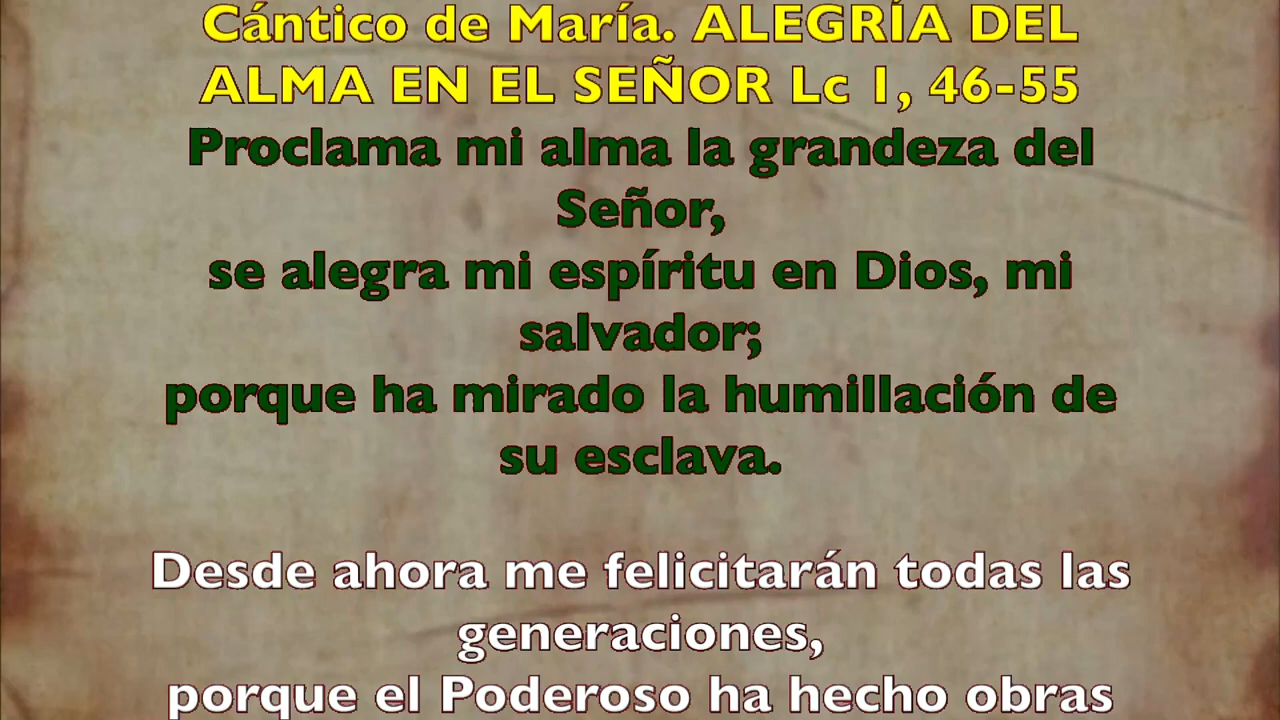 Cántico de María. ALEGRÍA DEL
ALMA EN EL SEÑOR Lc 1, 46-55
Proclama mi alma la grandeza del
Señor,
se alegra mi espíritu en Dios, mi
salvador;
porque ha mirado la humillación de
su esclava.
Desde ahora me felicitarán todas las
generaciones,
porque el Poderoso ha hecho obras